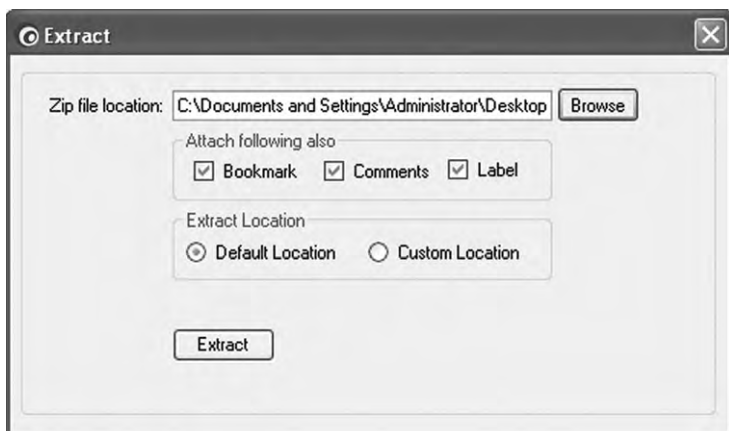 Extract
Zip file location: C:\Documents and Settings\Administrator\Desktop Browse
Attach following also
Bookmark Comments Label
Extract Location
Default Location Custom Location
Extract